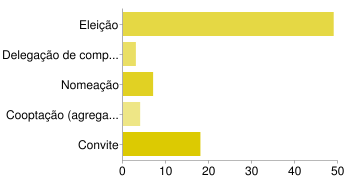 Eleição
Delegação de comp...
Nomeação
Cooptação (agrega...
Convite
0 10 20 30 40 50